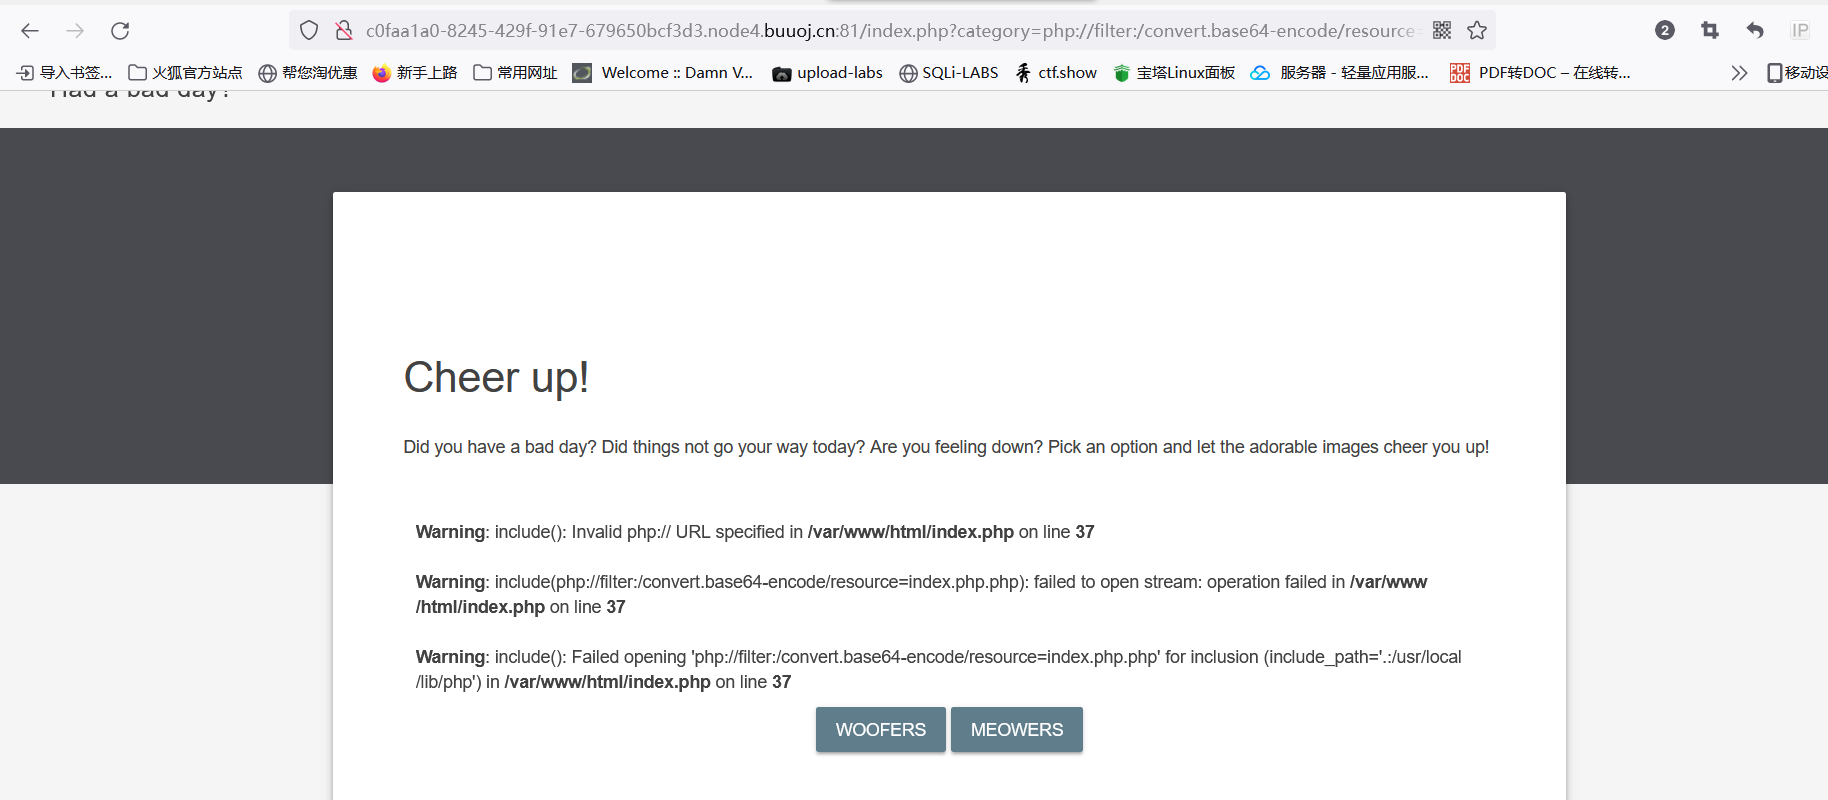 c0faa1a0-8245-429f-91e7-679650bcf3d3.node4.buuoj.cn:81/index.php?category=php://filter:/convert.base64-encode/resource=
2
IP
导入书签... 火狐官方站点 帮您淘优惠 新手上路 常用网址 Welcome :: Damn V... upload-labs SQLi-LABS ctf.show 宝塔Linux面板 服务器 - 轻量应用服... PDF DOC PDF转DOC – 在线转... 移动设
Had a bad day?
Cheer up!
Did you have a bad day? Did things not go your way today? Are you feeling down? Pick an option and let the adorable images cheer you up!
Warning: include(): Invalid php:// URL specified in /var/www/html/index.php on line 37
Warning: include(php://filter:/convert.base64-encode/resource=index.php.php): failed to open stream: operation failed in /var/www
/html/index.php on line 37
Warning: include(): Failed opening 'php://filter:/convert.base64-encode/resource=index.php.php' for inclusion (include_path='.:/usr/local
/lib/php') in /var/www/html/index.php on line 37
WOOFERS MEOWERS